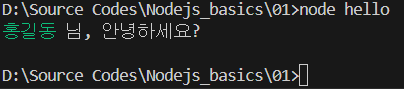 D:\Source Codes\Nodejs_basics\01>node hello
홍길동 님, 안녕하세요?
D:\Source Codes\Nodejs_basics\01>